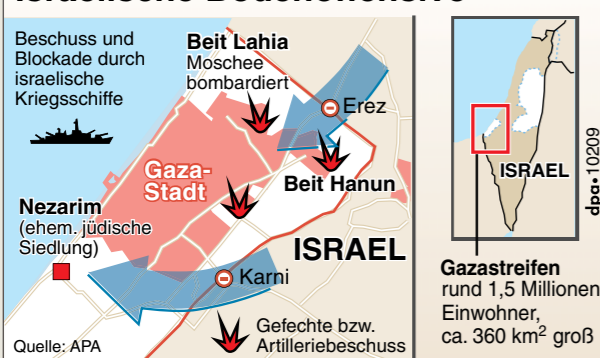 Beschuss und
Blockade durch
israelische
Kriegsschiffe
Beit Lahia
Moschee
bombardiert
Erez
Gaza-
Stadt
Beit Hanun
Nezarim
(ehem. jüdische
Siedlung)
ISRAEL
Karni
Gefechte bzw.
Artilleriebeschuss
Quelle: APA
ISRAEL
dpa•10209
Gazastreifen
rund 1,5 Millionen
Einwohner,
ca. 360 km² groß